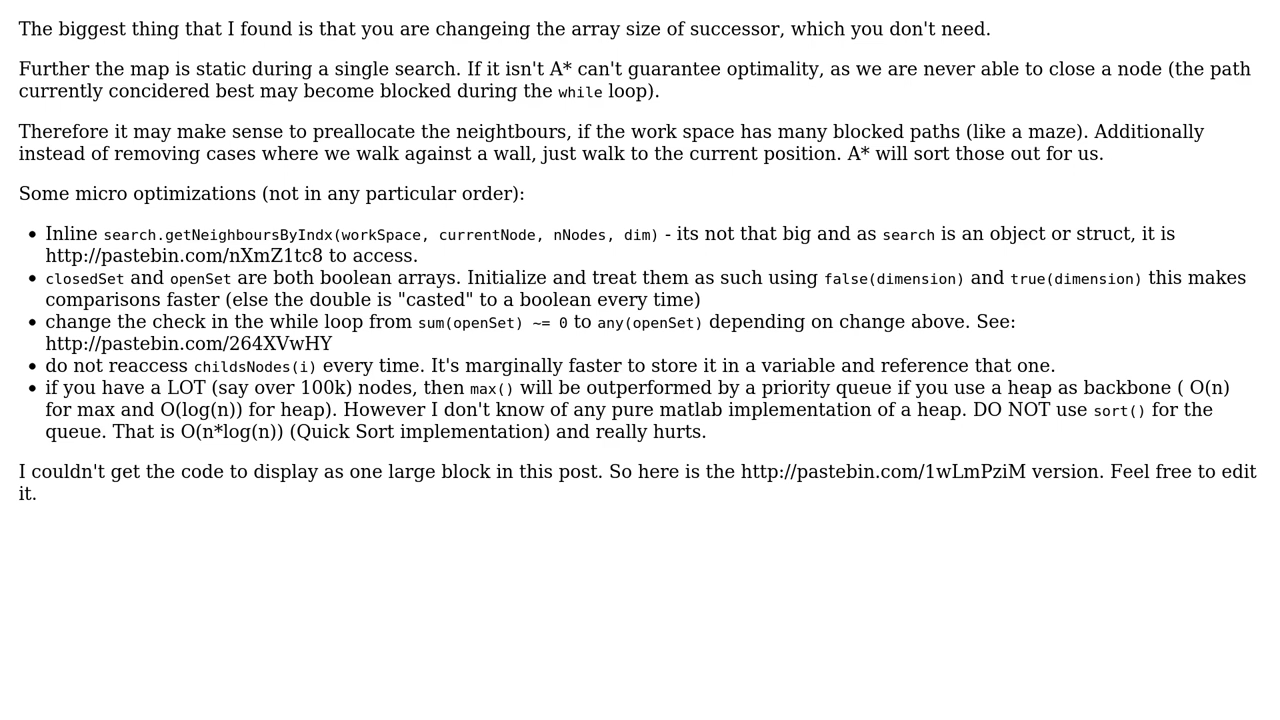 The biggest thing that I found is that you are changeing the array size of successor, which you don't need.
Further the map is static during a single search. If it isn't A* can't guarantee optimality, as we are never able to close a node (the path
currently concidered best may become blocked during the while loop).
Therefore it may make sense to preallocate the neightbours, if the work space has many blocked paths (like a maze). Additionally
instead of removing cases where we walk against a wall, just walk to the current position. A* will sort those out for us.
Some micro optimizations (not in any particular order):
• Inline search.getNeighboursByIndx(workSpace, currentNode, nNodes, dim) - its not that big and as search is an object or struct, it is
http://pastebin.com/nXmZ1tc8 to access.
• closedSet and openSet are both boolean arrays. Initialize and treat them as such using false(dimension) and true(dimension) this makes
comparisons faster (else the double is "casted" to a boolean every time)
• change the check in the while loop from sum(openSet) ~= 0 to any(openSet) depending on change above. See:
http://pastebin.com/264XVwHY
• do not reaccess childsNodes(i) every time. It's marginally faster to store it in a variable and reference that one.
• if you have a LOT (say over 100k) nodes, then max() will be outperformed by a priority queue if you use a heap as backbone ( O(n)
for max and O(log(n)) for heap). However I don't know of any pure matlab implementation of a heap. DO NOT use sort() for the
queue. That is O(n*log(n)) (Quick Sort implementation) and really hurts.
I couldn't get the code to display as one large block in this post. So here is the http://pastebin.com/1wLmPziM version. Feel free to edit
it.